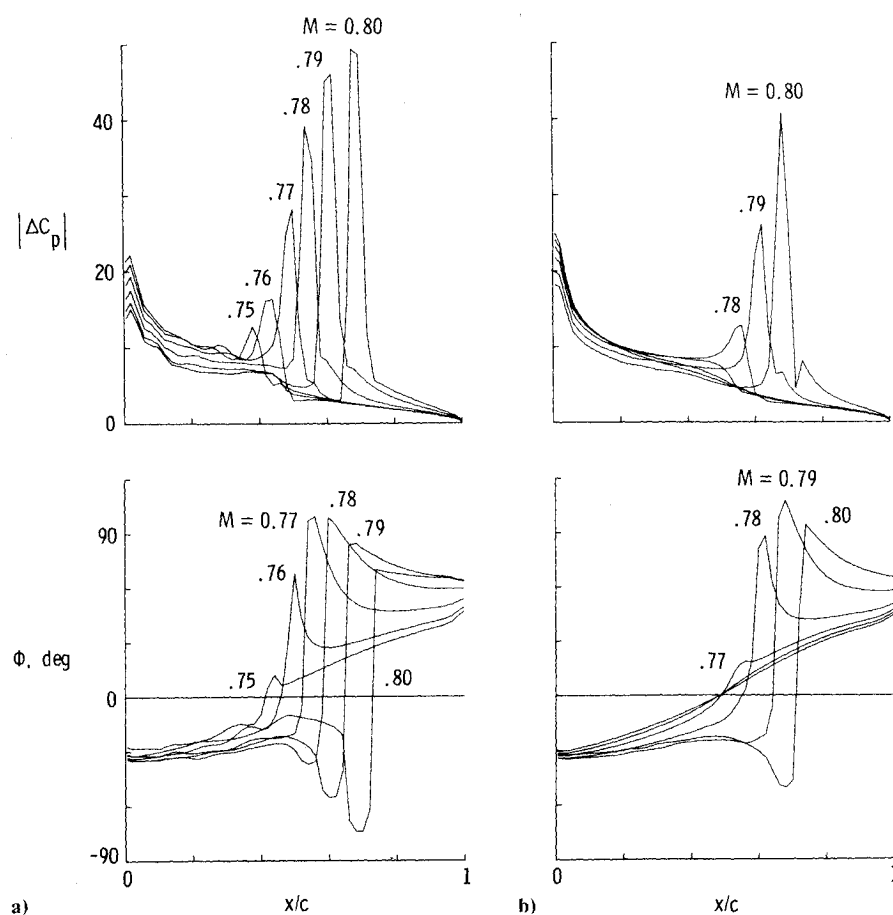 M = 0.80
.79
.78
.77
.76
.75
|ΔC_p|
40
20
0
M = 0.80
.79
.78
M = 0.77
.78
.79
.76
.75
.80
Φ, deg
90
0
-90
0
1
x/c
a)
M = 0.79
.78
.80
.77
0
1
x/c
b)